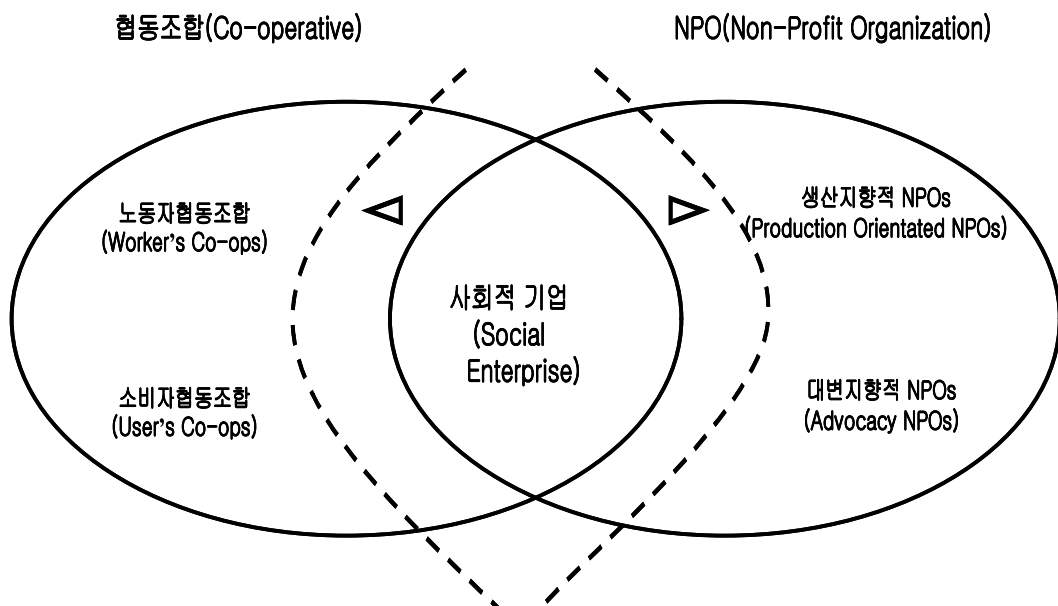 협동조합(Co-operative)
NPO(Non-Profit Organization)
노동자협동조합
(Worker's Co-ops)
생산지향적 NPOs
(Production Orientated NPOs)
사회적 기업
(Social
Enterprise)
소비자협동조합
(User's Co-ops)
대변지향적 NPOs
(Advocacy NPOs)